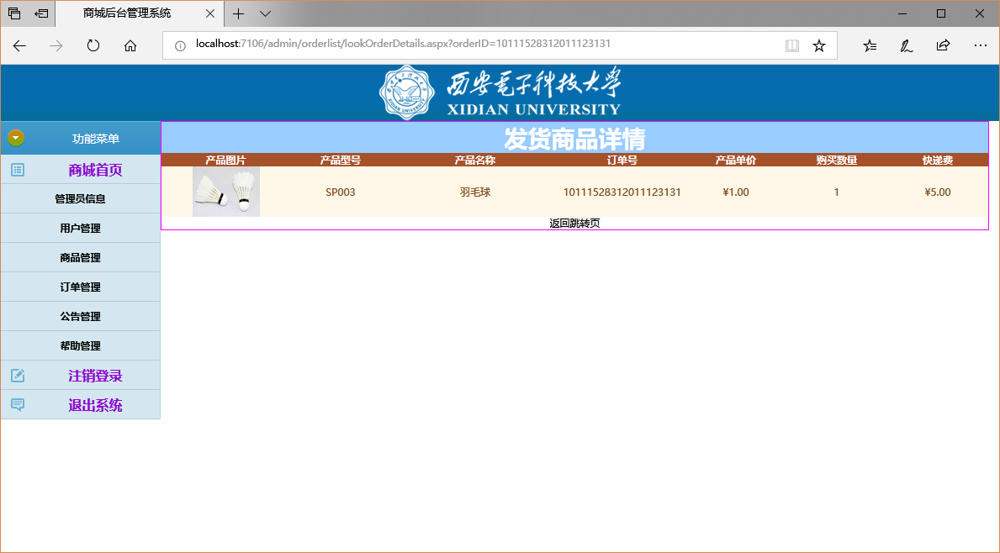 商城后台管理系统
localhost:7106/admin/orderlist/lookOrderDetails.aspx?orderID=10111528312011123131
西安電子科技大學
XIDIAN UNIVERSITY
功能菜单
商城首页
管理员信息
用户管理
商品管理
订单管理
公告管理
帮助管理
注销登录
退出系统
发货商品详情
产品图片 产品型号 产品名称 订单号 产品单价 购买数量 快递费
SP003 羽毛球 10111528312011123131 ¥1.00 1 ¥5.00
返回跳转页